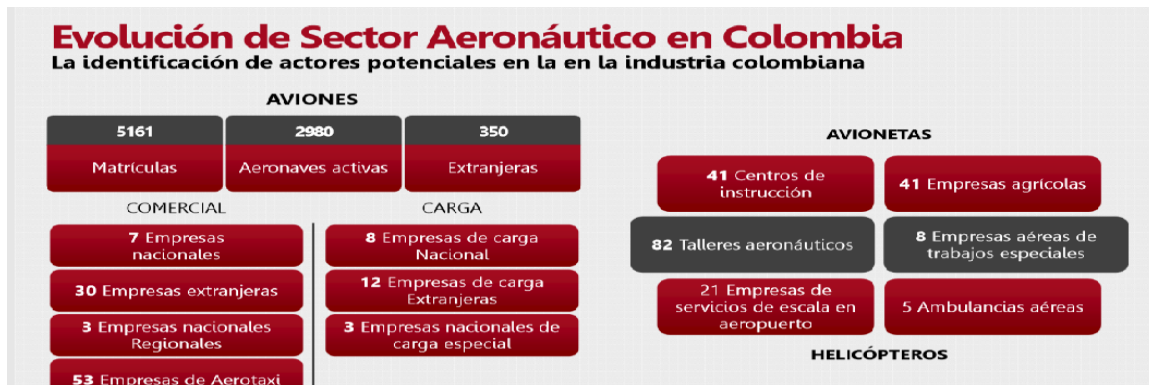 Evolución de Sector Aeronáutico en Colombia
La identificación de actores potenciales en la en la industria colombiana
AVIONES
5161
Matrículas
2980
Aeronaves activas
350
Extranjeras
COMERCIAL
7 Empresas
nacionales
30 Empresas extranjeras
3 Empresas nacionales
Regionales
53 Empresas de Aerotaxi
CARGA
8 Empresas de carga
Nacional
12 Empresas de carga
Extranjeras
3 Empresas nacionales de
carga especial
AVIONETAS
41 Centros de
instrucción
41 Empresas agrícolas
82 Talleres aeronáuticos
8 Empresas aéreas de
trabajos especiales
21 Empresas de
servicios de escala en
aeropuerto
5 Ambulancias aéreas
HELICÓPTEROS